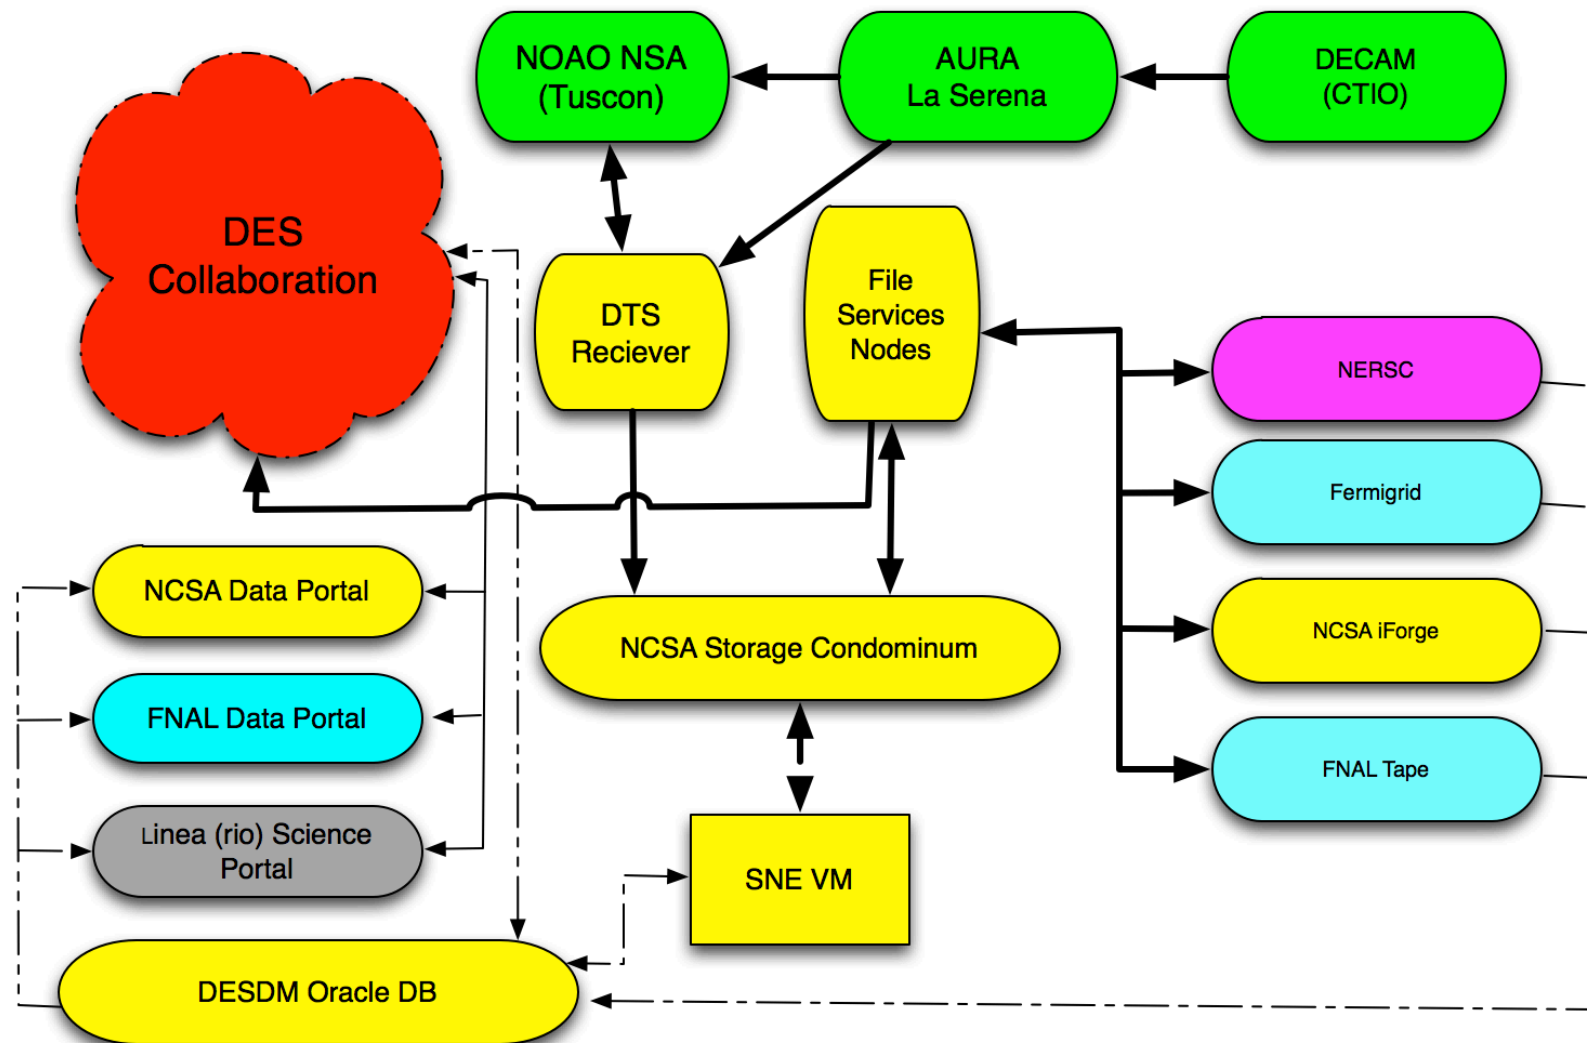 NOAO NSA
(Tuscon)
AURA
La Serena
DECAM
(CTIO)
DES
Collaboration
DTS
Reciever
File
Services
Nodes
NERSC
Fermigrid
NCSA iForge
FNAL Tape
NCSA Data Portal
FNAL Data Portal
Linea (rio) Science
Portal
NCSA Storage Condominum
SNE VM
DESDM Oracle DB